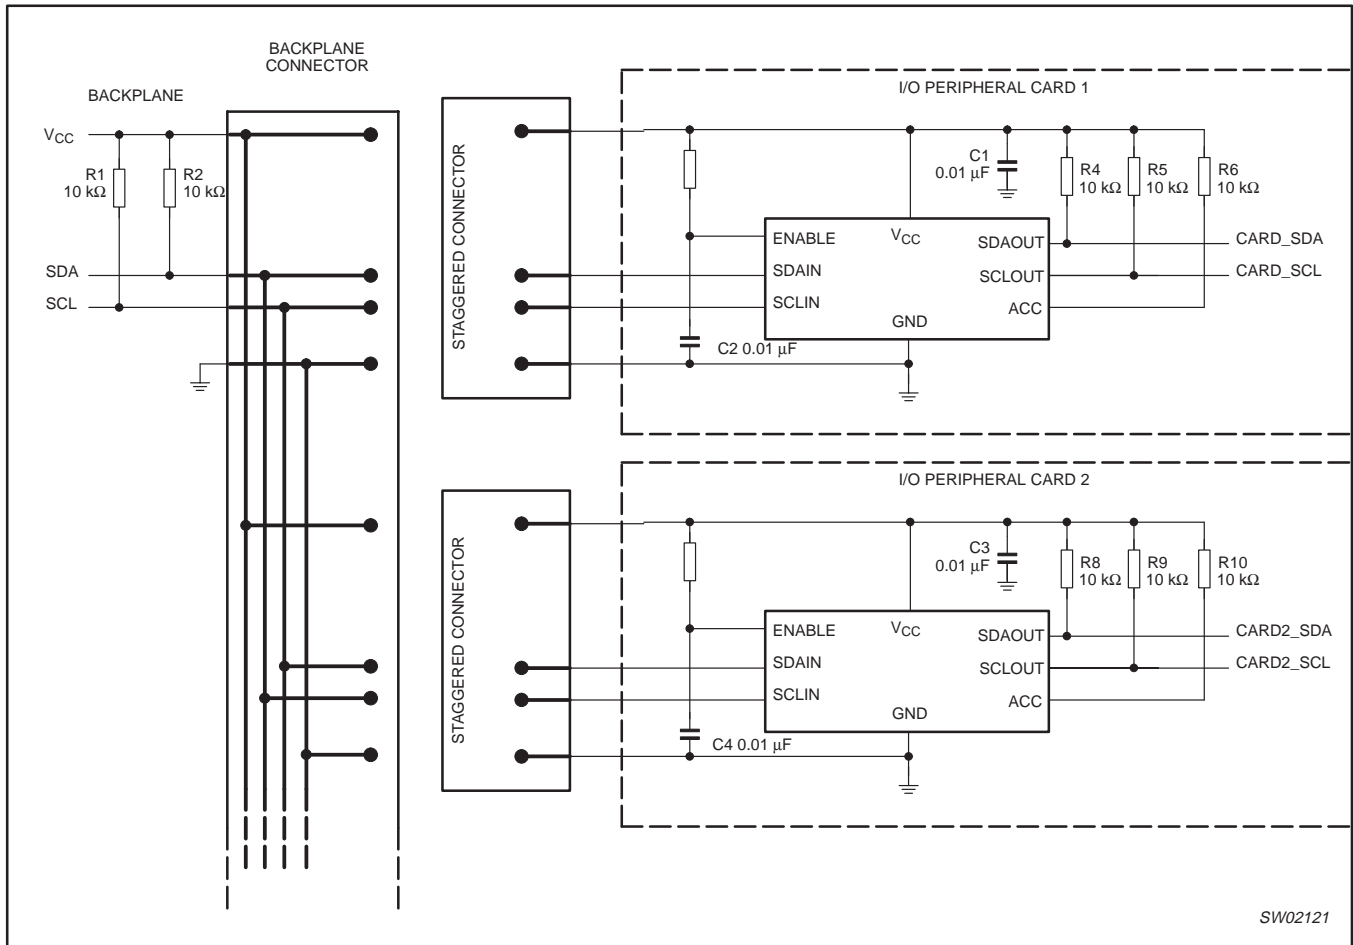 BACKPLANE
CONNECTOR
BACKPLANE
VCC
R1
10 kΩ
R2
10 kΩ
SDA
SCL
STAGGERED CONNECTOR
I/O PERIPHERAL CARD 1
C1
0.01 µF
R4
10 kΩ
R5
10 kΩ
R6
10 kΩ
ENABLE
VCC
SDAOUT
CARD_SDA
SDAIN
SCLOUT
CARD_SCL
SCLIN
ACC
GND
C2 0.01 µF
STAGGERED CONNECTOR
I/O PERIPHERAL CARD 2
C3
0.01 µF
R8
10 kΩ
R9
10 kΩ
R10
10 kΩ
ENABLE
VCC
SDAOUT
CARD2_SDA
SDAIN
SCLOUT
CARD2_SCL
SCLIN
ACC
GND
C4 0.01 µF
SW02121